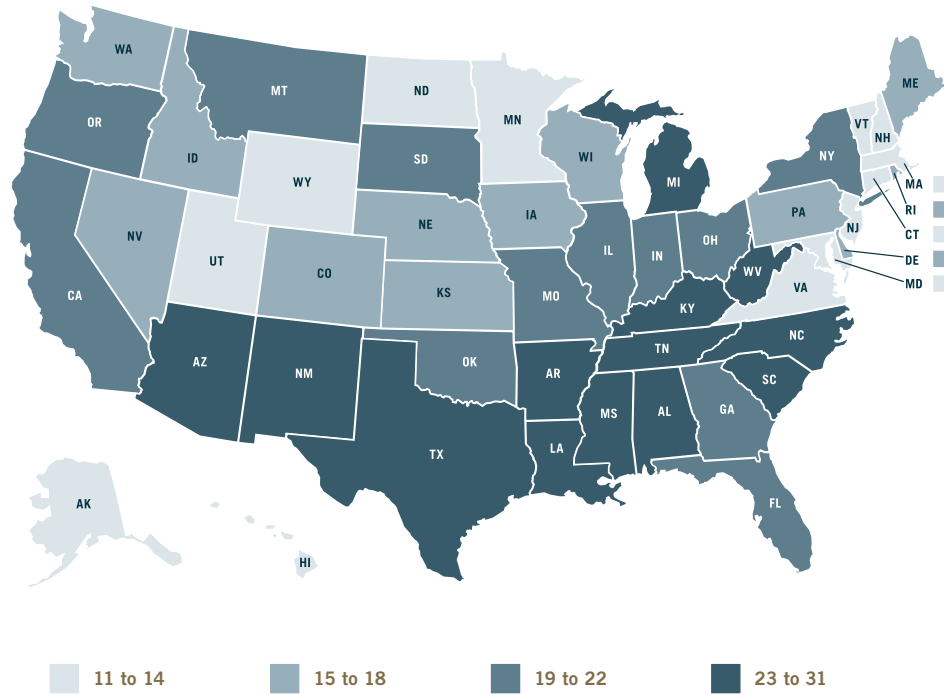 WA
MT
ND
MN
ME
VT
NH
OR
ID
SD
WI
NY
MI
WY
MA
RI
CT
NJ
DE
MD
PA
NV
UT
CO
NE
IA
IL
IN
OH
WV
VA
CA
KS
MO
KY
AZ
NM
OK
AR
TN
NC
SC
MS
AL
GA
TX
LA
FL
AK
HI
11 to 14
15 to 18
19 to 22
23 to 31